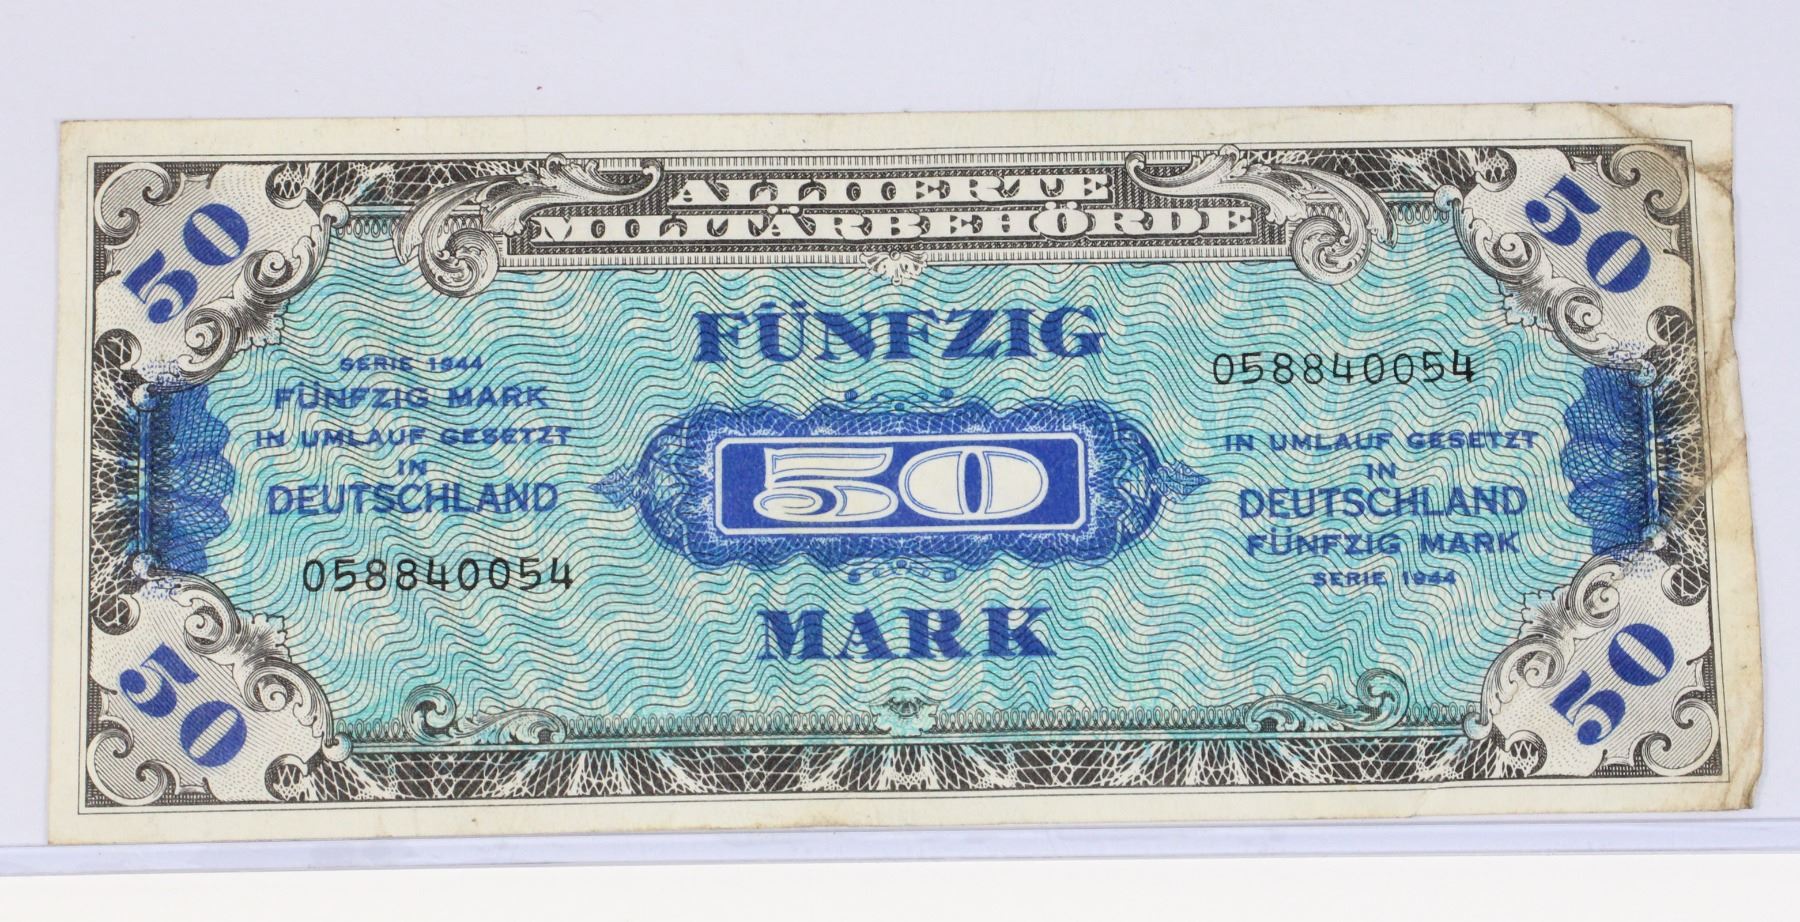 ALLIIERTE
MILITÄRBEHÖRDE
50
50
FÜNFZIG
SERIE 1944
FÜNFZIG MARK
IN UMLAUF GESETZT
IN
DEUTSCHLAND
058840054
50
058840054
IN UMLAUF GESETZT
IN
DEUTSCHLAND
FÜNFZIG MARK
SERIE 1944
MARK
50
50